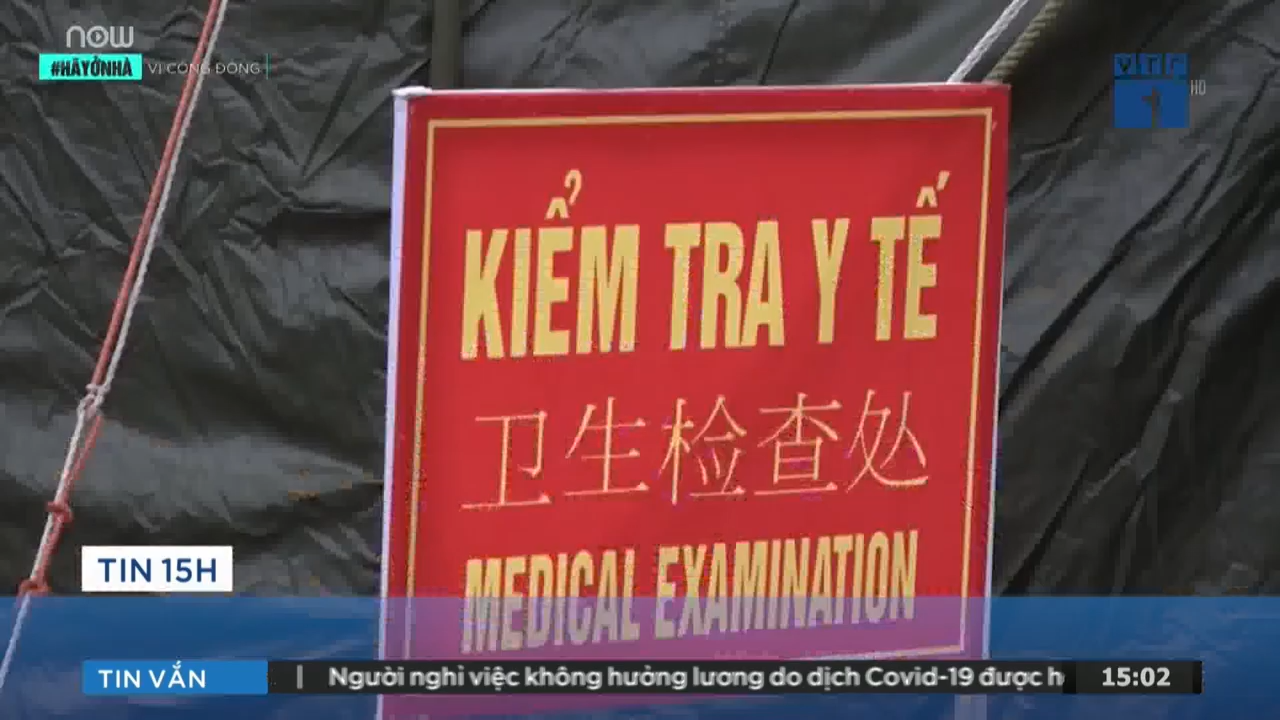 now
#HÃYỞNHÀ VÌ CỘNG ĐỒNG
VTC
1
HD
KIỂM TRA Y TẾ
卫生检查处
MEDICAL EXAMINATION
TIN 15H
TIN VẮN
Người nghỉ việc không hưởng lương do dịch Covid-19 được
15:02